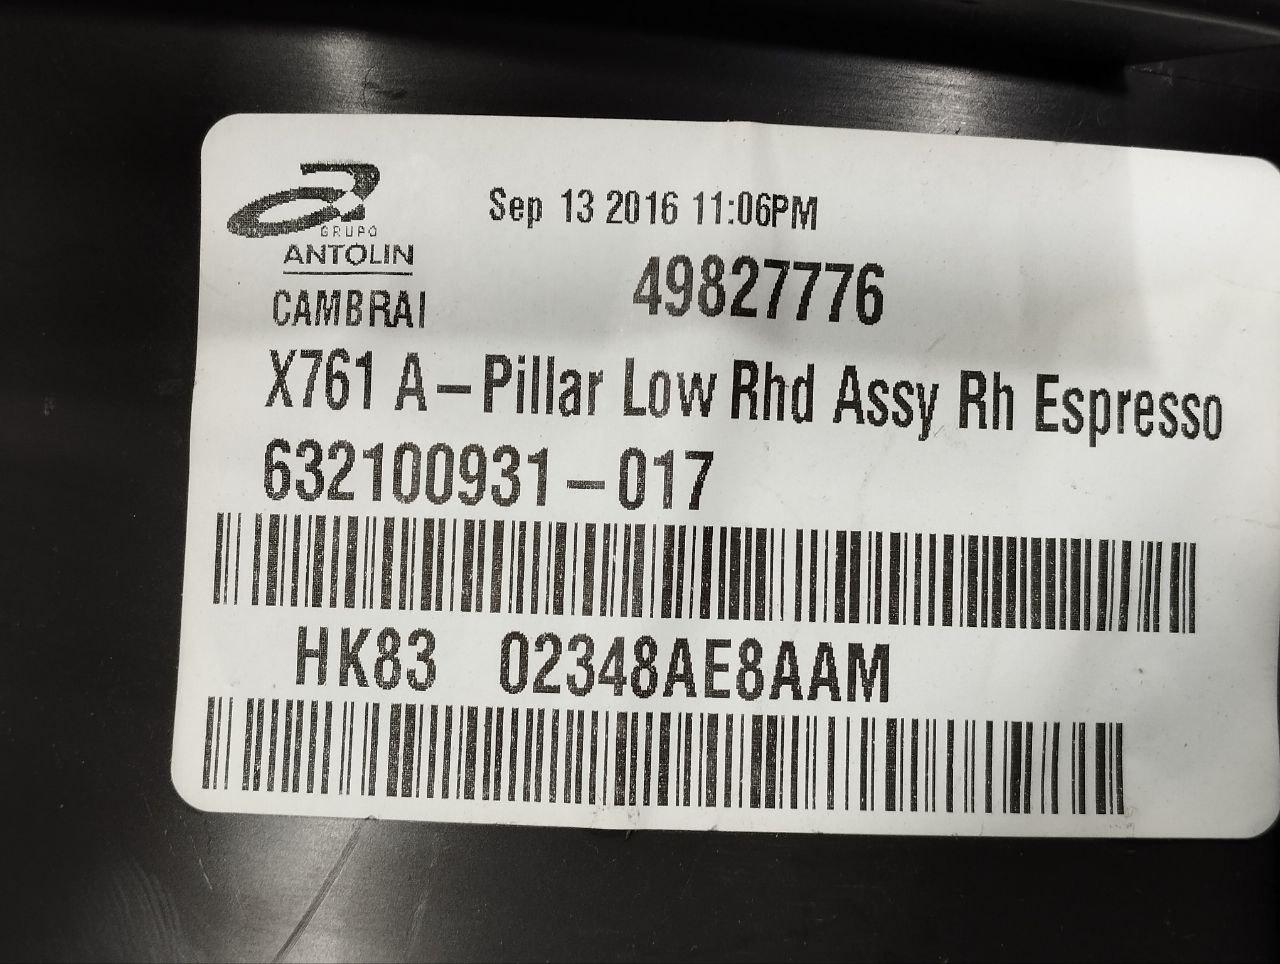 Sep 13 2016 11:06PM
GRUPO
ANTOLIN
CAMBRAI
49827776
X761 A-Pillar Low Rhd Assy Rh Espresso
632100931-017
HK83 02348AE8AAM